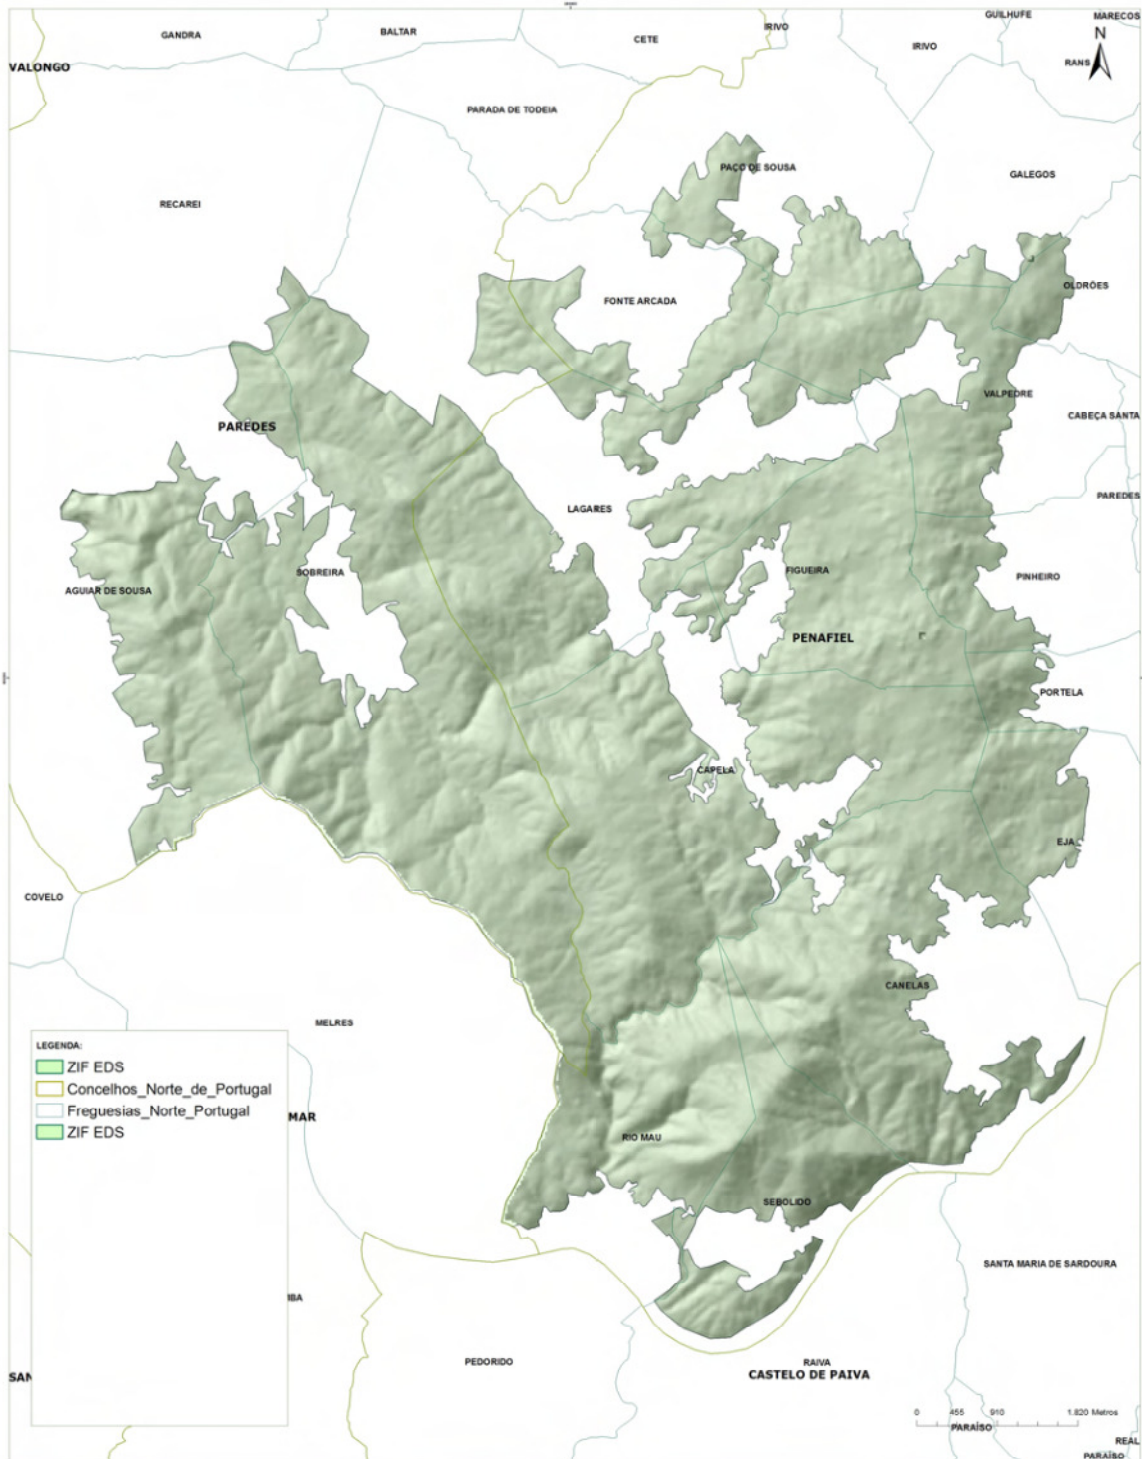 GUILHUFE
MARECOS
GANDRA
BALTAR
CETE
IRIVO
IRIVO
N
RANS
VALONGO
PARADA DE TODEIA
PAÇO DE SOUSA
GALEGOS
RECAREI
OLDRÕES
FONTE ARCADA
VALPEDRE
CABEÇA SANTA
PAREDES
PAREDES
LAGARES
SOBREIRA
FIGUEIRA
PINHEIRO
AGUIAR DE SOUSA
PENAFIEL
PORTELA
CAPELA
EJA
COVELO
CANELAS
MELRES
LEGENDA:
ZIF EDS
Concelhos_Norte_de_Portugal
Freguesias_Norte_Portugal
ZIF EDS
MAR
RIO MAU
SEBOLIDO
SANTA MARIA DE SARDOURA
IBA
PEDORIDO
RAIVA
CASTELO DE PAIVA
SAN
0 455 910 1.820 Metros
PARAÍSO
REAL
PARAÍSO